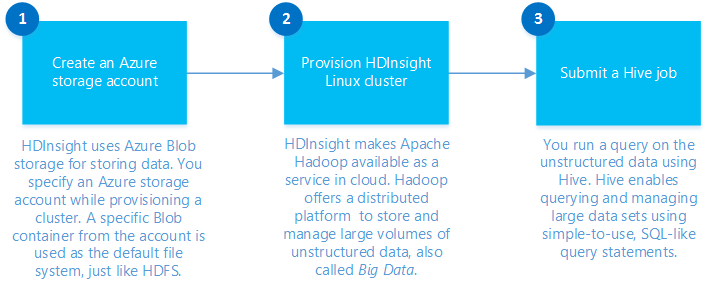 1
Create an Azure
storage account
HDInsight uses Azure Blob
storage for storing data. You
specify an Azure storage
account while provisioning a
cluster. A specific Blob
container from the account is
used as the default file
system, just like HDFS.
2
Provision HDInsight
Linux cluster
HDInsight makes Apache
Hadoop available as a
service in cloud. Hadoop
offers a distributed
platform to store and
manage large volumes of
unstructured data, also
called Big Data.
3
Submit a Hive job
You run a query on the
unstructured data using
Hive. Hive enables
querying and managing
large data sets using
simple-to-use, SQL-like
query statements.